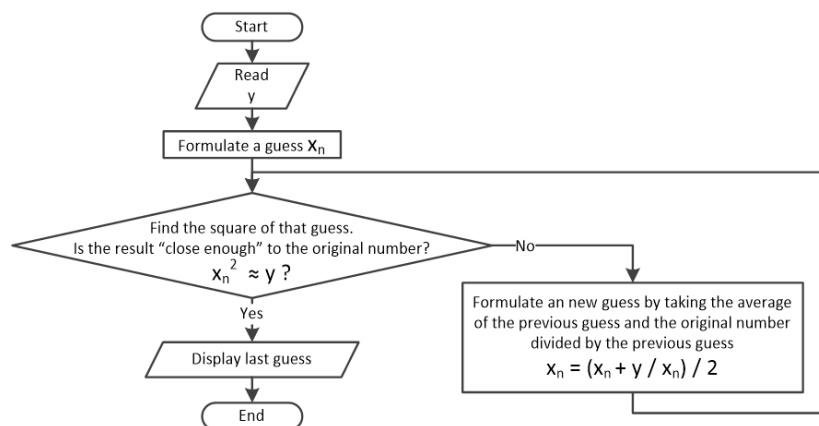 Start
Read
y
Formulate a guess xₙ
Find the square of that guess.
Is the result “close enough” to the original number?
xₙ² ≈ y ?
No
Yes
Formulate an new guess by taking the average
of the previous guess and the original number
divided by the previous guess
xₙ = (xₙ + y / xₙ) / 2
Display last guess
End